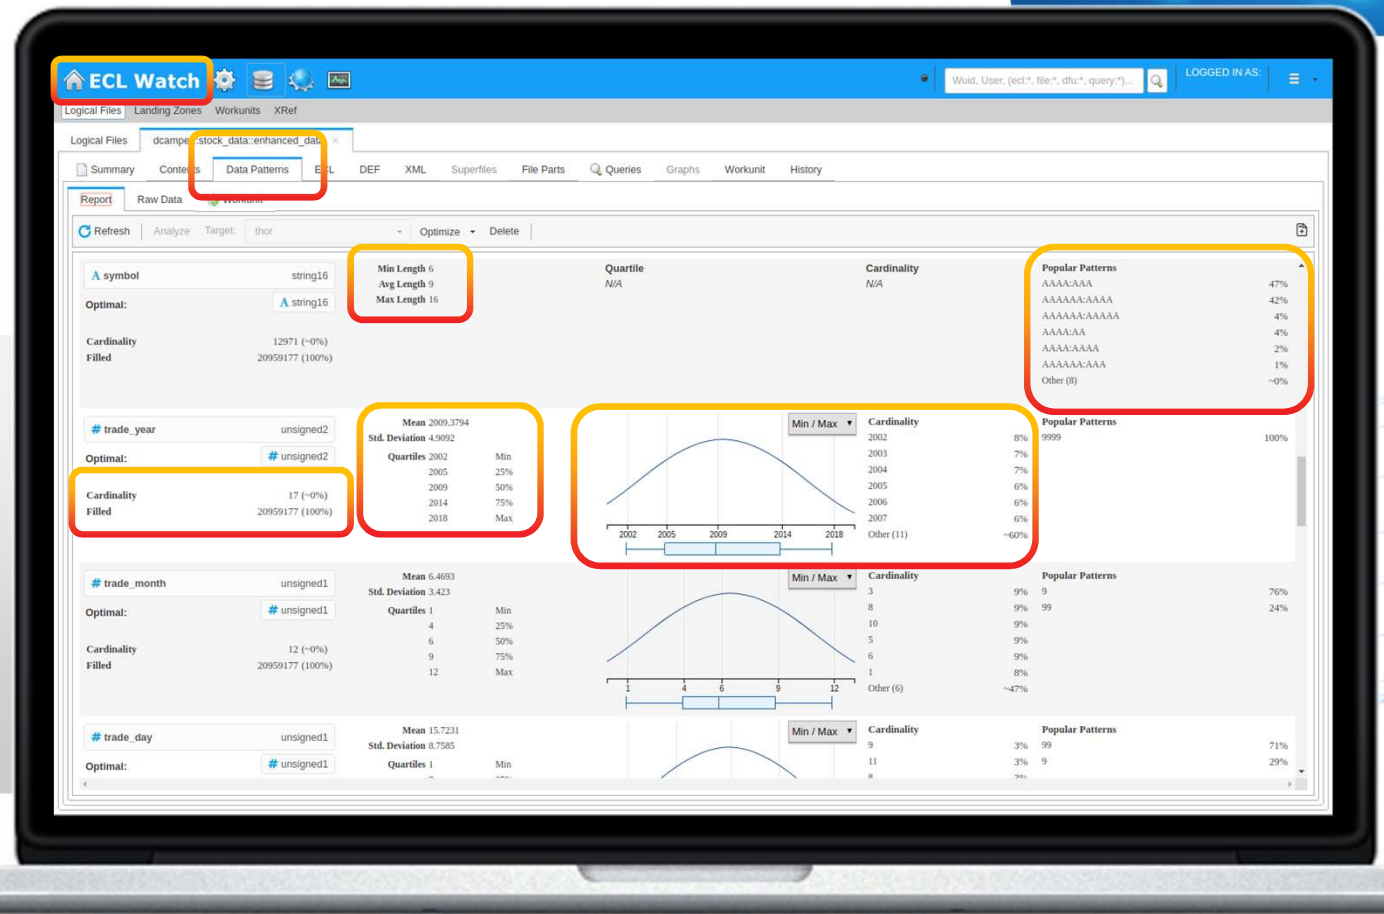 ECL Watch
Wuid, User, (ecl:*, file:*, dfu:*, query:*)...
LOGGED IN AS:
Logical Files Landing Zones Workunits XRef
Logical Files
Summary Contents Data Patterns ECL DEF XML Superfiles File Parts Queries Graphs Workunit History
Report Raw Data Workunit
Refresh Analyze Target: thor Optimize Delete
A symbol string16
Optimal: A string16
Cardinality 12971 (~0%)
Filled 20959177 (100%)
Min Length 6
Avg Length 9
Max Length 16
Quartile
N/A
Cardinality
N/A
Popular Patterns
AAAA:AAA 47%
AAAAAA:AAAA 42%
AAAAAA:AAAAA 4%
AAAA:AA 4%
AAAA:AAAA 2%
AAAAAA:AAA 1%
Other (8) ~0%
# trade_year unsigned2
Optimal: # unsigned2
Cardinality 17 (~0%)
Filled 20959177 (100%)
Mean 2009.3794
Std. Deviation 4.9092
Quartiles 2002 Min
2005 25%
2009 50%
2014 75%
2018 Max
Min / Max
2002 2005 2009 2014 2018
Cardinality
2002 8%
2003 7%
2004 7%
2005 6%
2006 6%
2007 6%
Other (11) ~60%
Popular Patterns
9999 100%
# trade_month unsigned1
Optimal: # unsigned1
Cardinality 12 (~0%)
Filled 20959177 (100%)
Mean 6.4693
Std. Deviation 3.423
Quartiles 1 Min
4 25%
6 50%
9 75%
12 Max
Min / Max
1 4 6 9 12
Cardinality
3 9%
8 9%
10 9%
5 9%
6 9%
1 8%
Other (6) ~47%
Popular Patterns
9 76%
99 24%
# trade_day unsigned1
Optimal: # unsigned1
Mean 15.7231
Std. Deviation 8.7585
Quartiles 1 Min
Min / Max
Cardinality
9 3%
11 3%
Popular Patterns
99 71%
9 29%